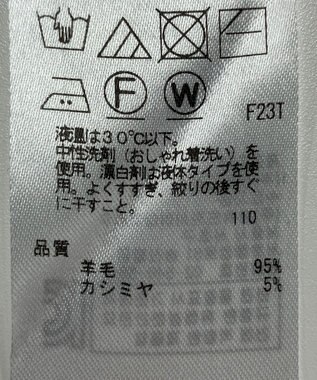 F W F23T
液温は30℃以下。
中性洗剤（おしゃれ着洗い）を
使用。漂白剤は液体タイプを使
用。よくすすぎ、絞りの後すぐ
に干すこと。
110
品質
羊毛 95%
カシミヤ 5%